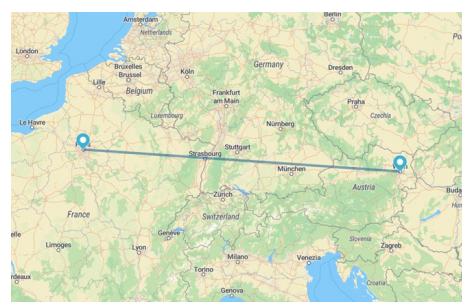 Amsterdam
Netherlands
Berlin
London
Bruxelles
Brussel
Lille
Belgium
Köln
Germany
Dresden
Frankfurt
am Main
Praha
Czechia
Le Havre
Luxembourg
Nürnberg
Strasbourg
Stuttgart
München
Austria
Zürich
Switzerland
France
Genève
Limoges
Lyon
Milano
Venezia
Slovenia
Zagreb
Torino
Croatia
Genova